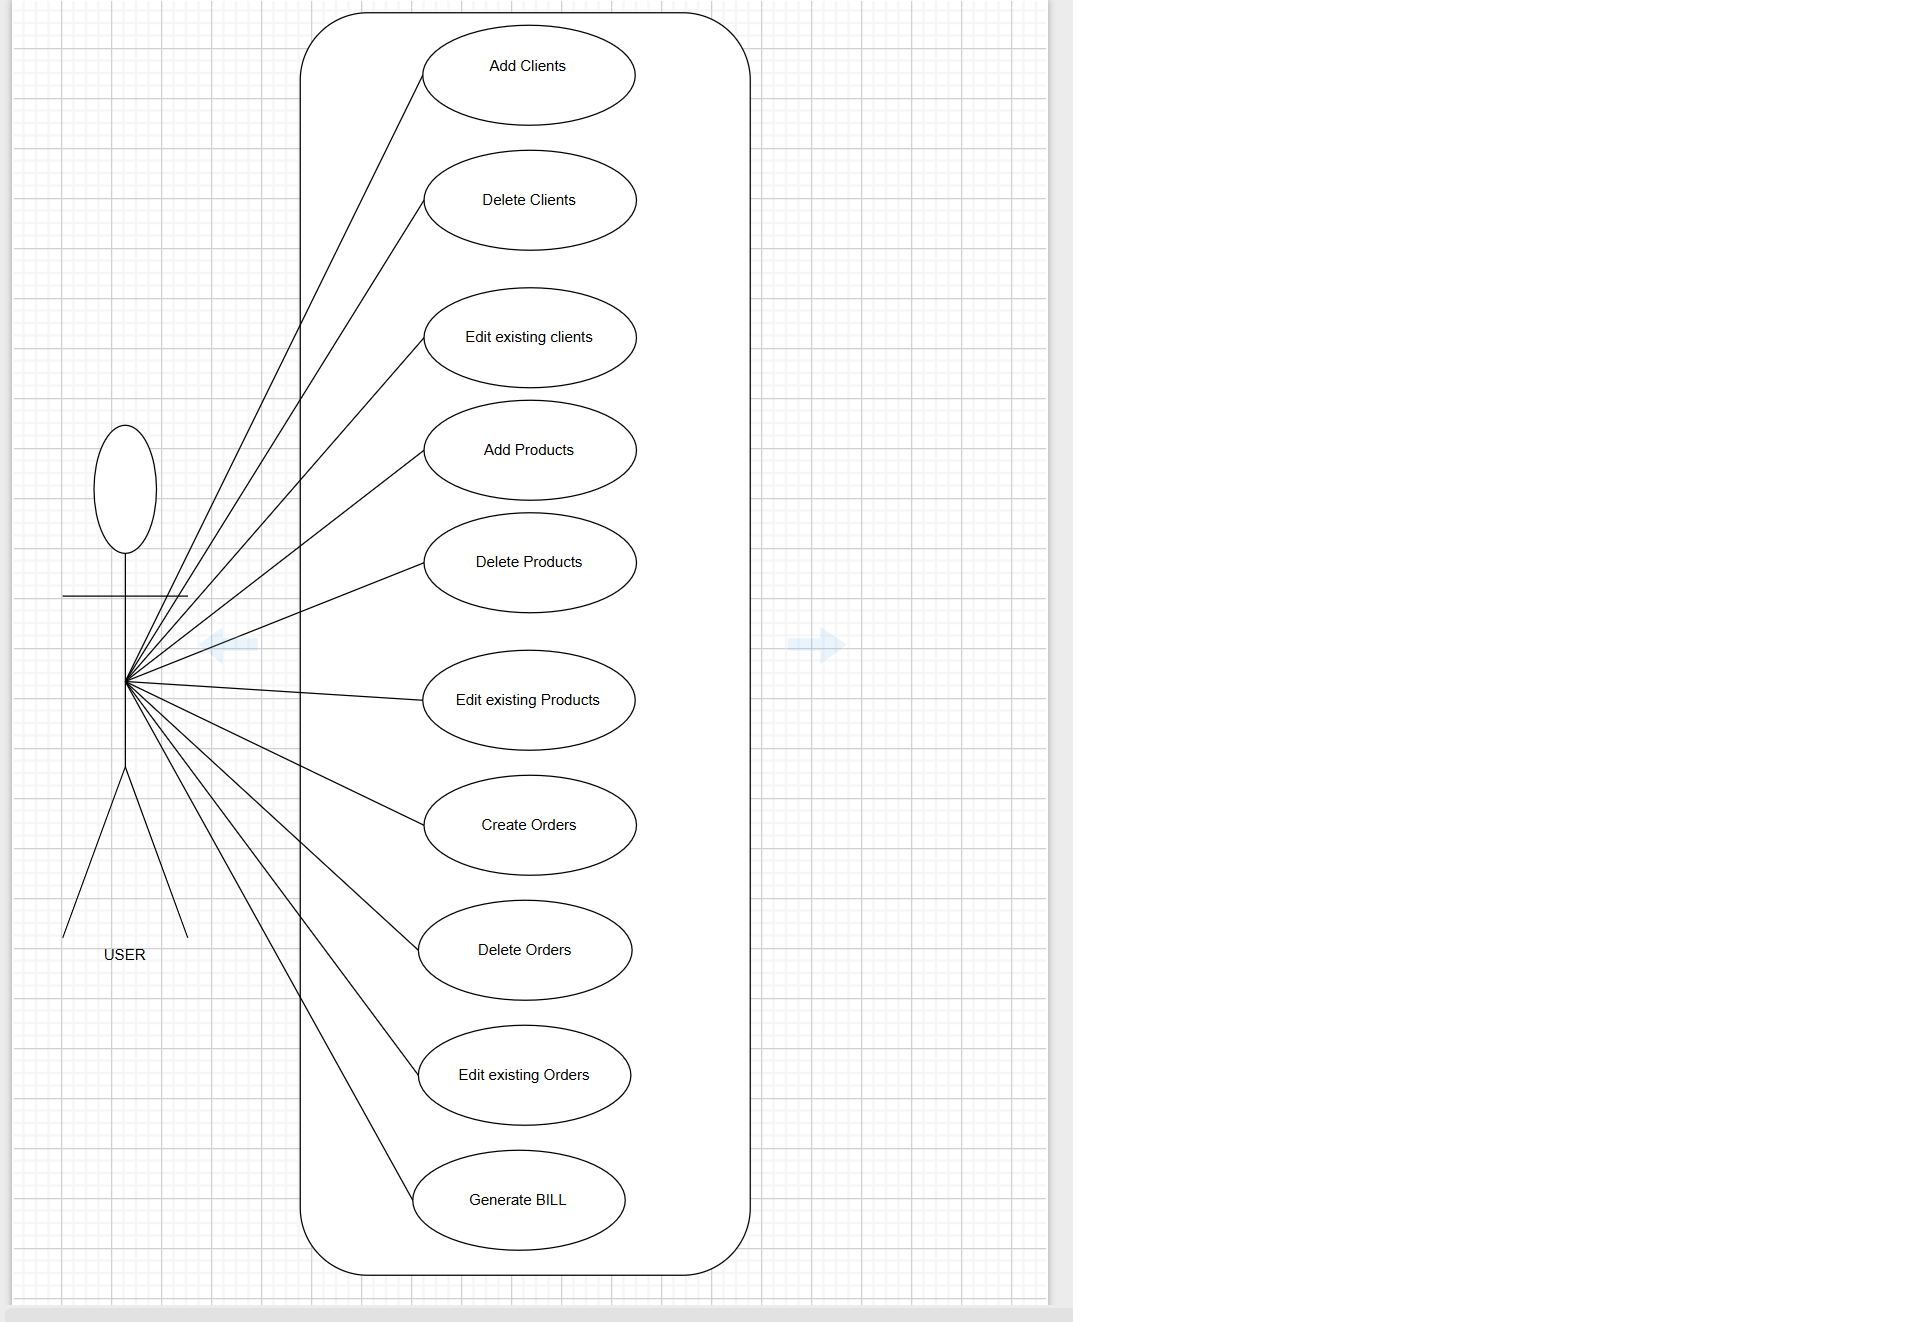 Add Clients
Delete Clients
Edit existing clients
Add Products
Delete Products
Edit existing Products
Create Orders
Delete Orders
USER
Edit existing Orders
Generate BILL